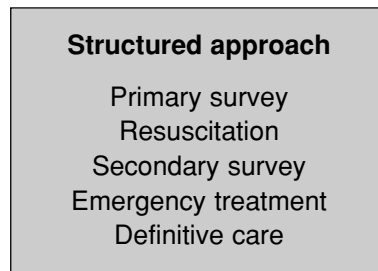 Structured approach
Primary survey
Resuscitation
Secondary survey
Emergency treatment
Definitive care